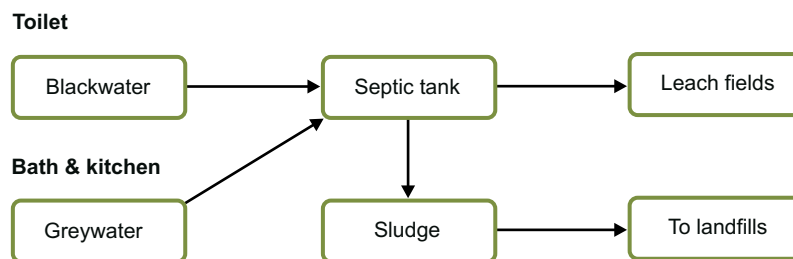 Toilet
Blackwater
Septic tank
Leach fields
Bath & kitchen
Greywater
Sludge
To landfills